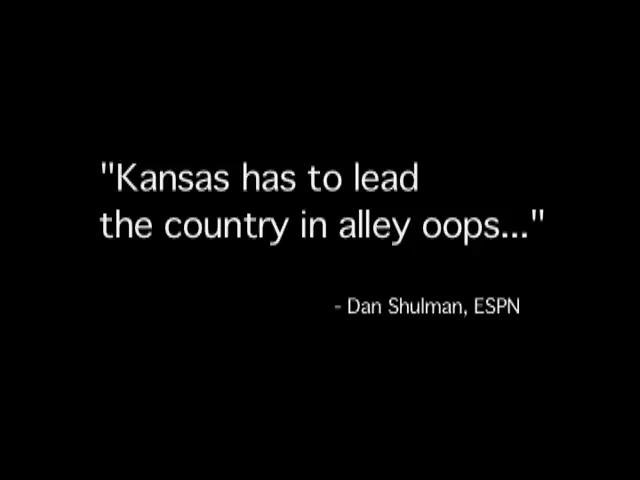 "Kansas has to lead
the country in alley oops..."
- Dan Shulman, ESPN